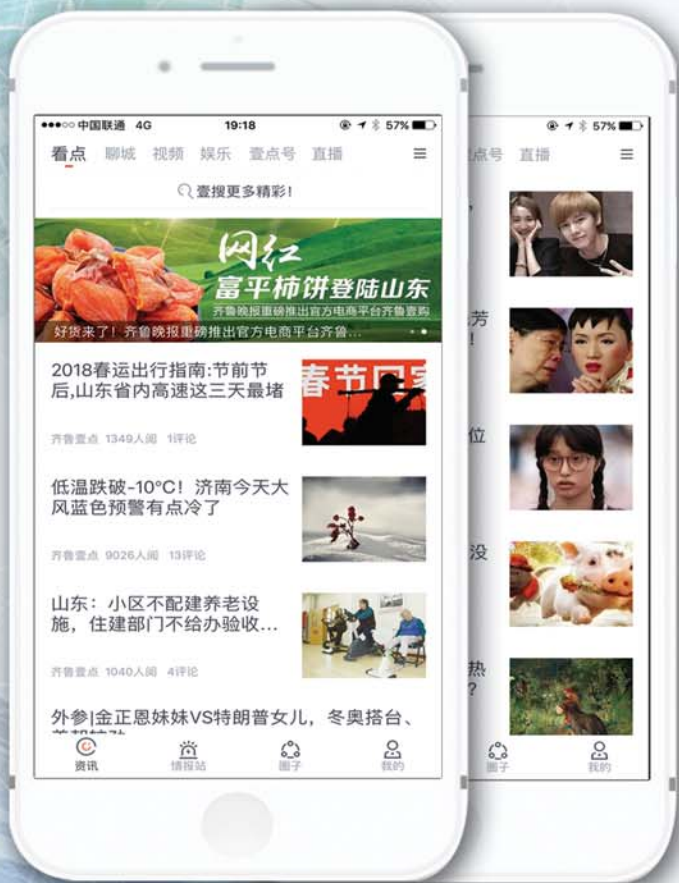 ●●●○○ 中国联通 4G 19:18 57%
看点 聊城 视频 娱乐 壹点号 直播
壹搜更多精彩!
网红
富平柿饼登陆山东
齐鲁晚报重磅推出官方电商平台齐鲁壹购
好货来了!齐鲁晚报重磅推出官方电商平台齐鲁...
2018春运出行指南:节前节
后,山东省内高速这三天最堵
春节回家
齐鲁壹点 1349人阅 1评论
低温跌破-10°C!济南今天大
风蓝色预警有点冷了
齐鲁壹点 9026人阅 13评论
山东:小区不配建养老设
施,住建部门不给办验收...
齐鲁壹点 1040人阅 4评论
外参|金正恩妹妹VS特朗普女儿,冬奥搭台、
资讯 情报站 圈子 我的
57%
点号 直播
芳
!
位
没
热
?
圈子 我的